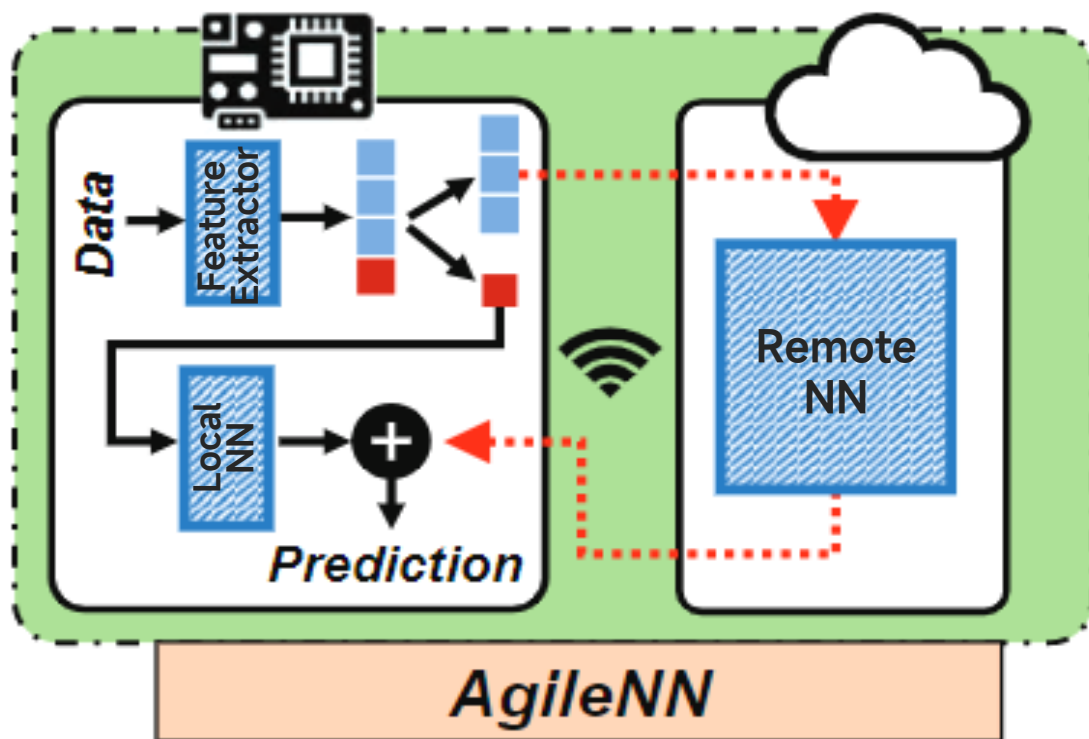 Data
Feature
Extractor
Remote
NN
Local
NN
Prediction
AgileNN